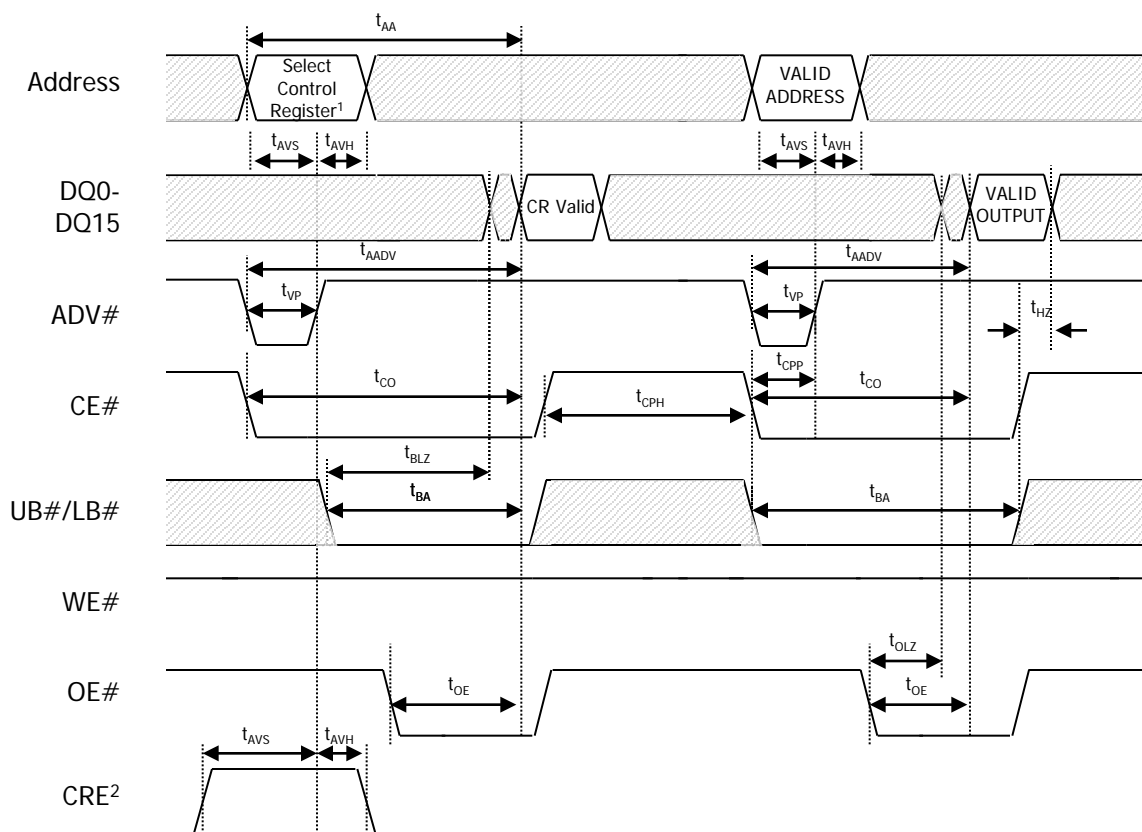 tAA
Address
Select
Control
Register1
VALID
ADDRESS
tAVS
tAVH
tAVS
tAVH
DQ0-
DQ15
CR Valid
VALID
OUTPUT
tAADV
tAADV
ADV#
tVP
tVP
tHZ
CE#
tCO
tCPH
tCPP
tCO
tBLZ
UB#/LB#
tBA
tBA
WE#
tOLZ
OE#
tOE
tOE
tAVS
tAVH
CRE2